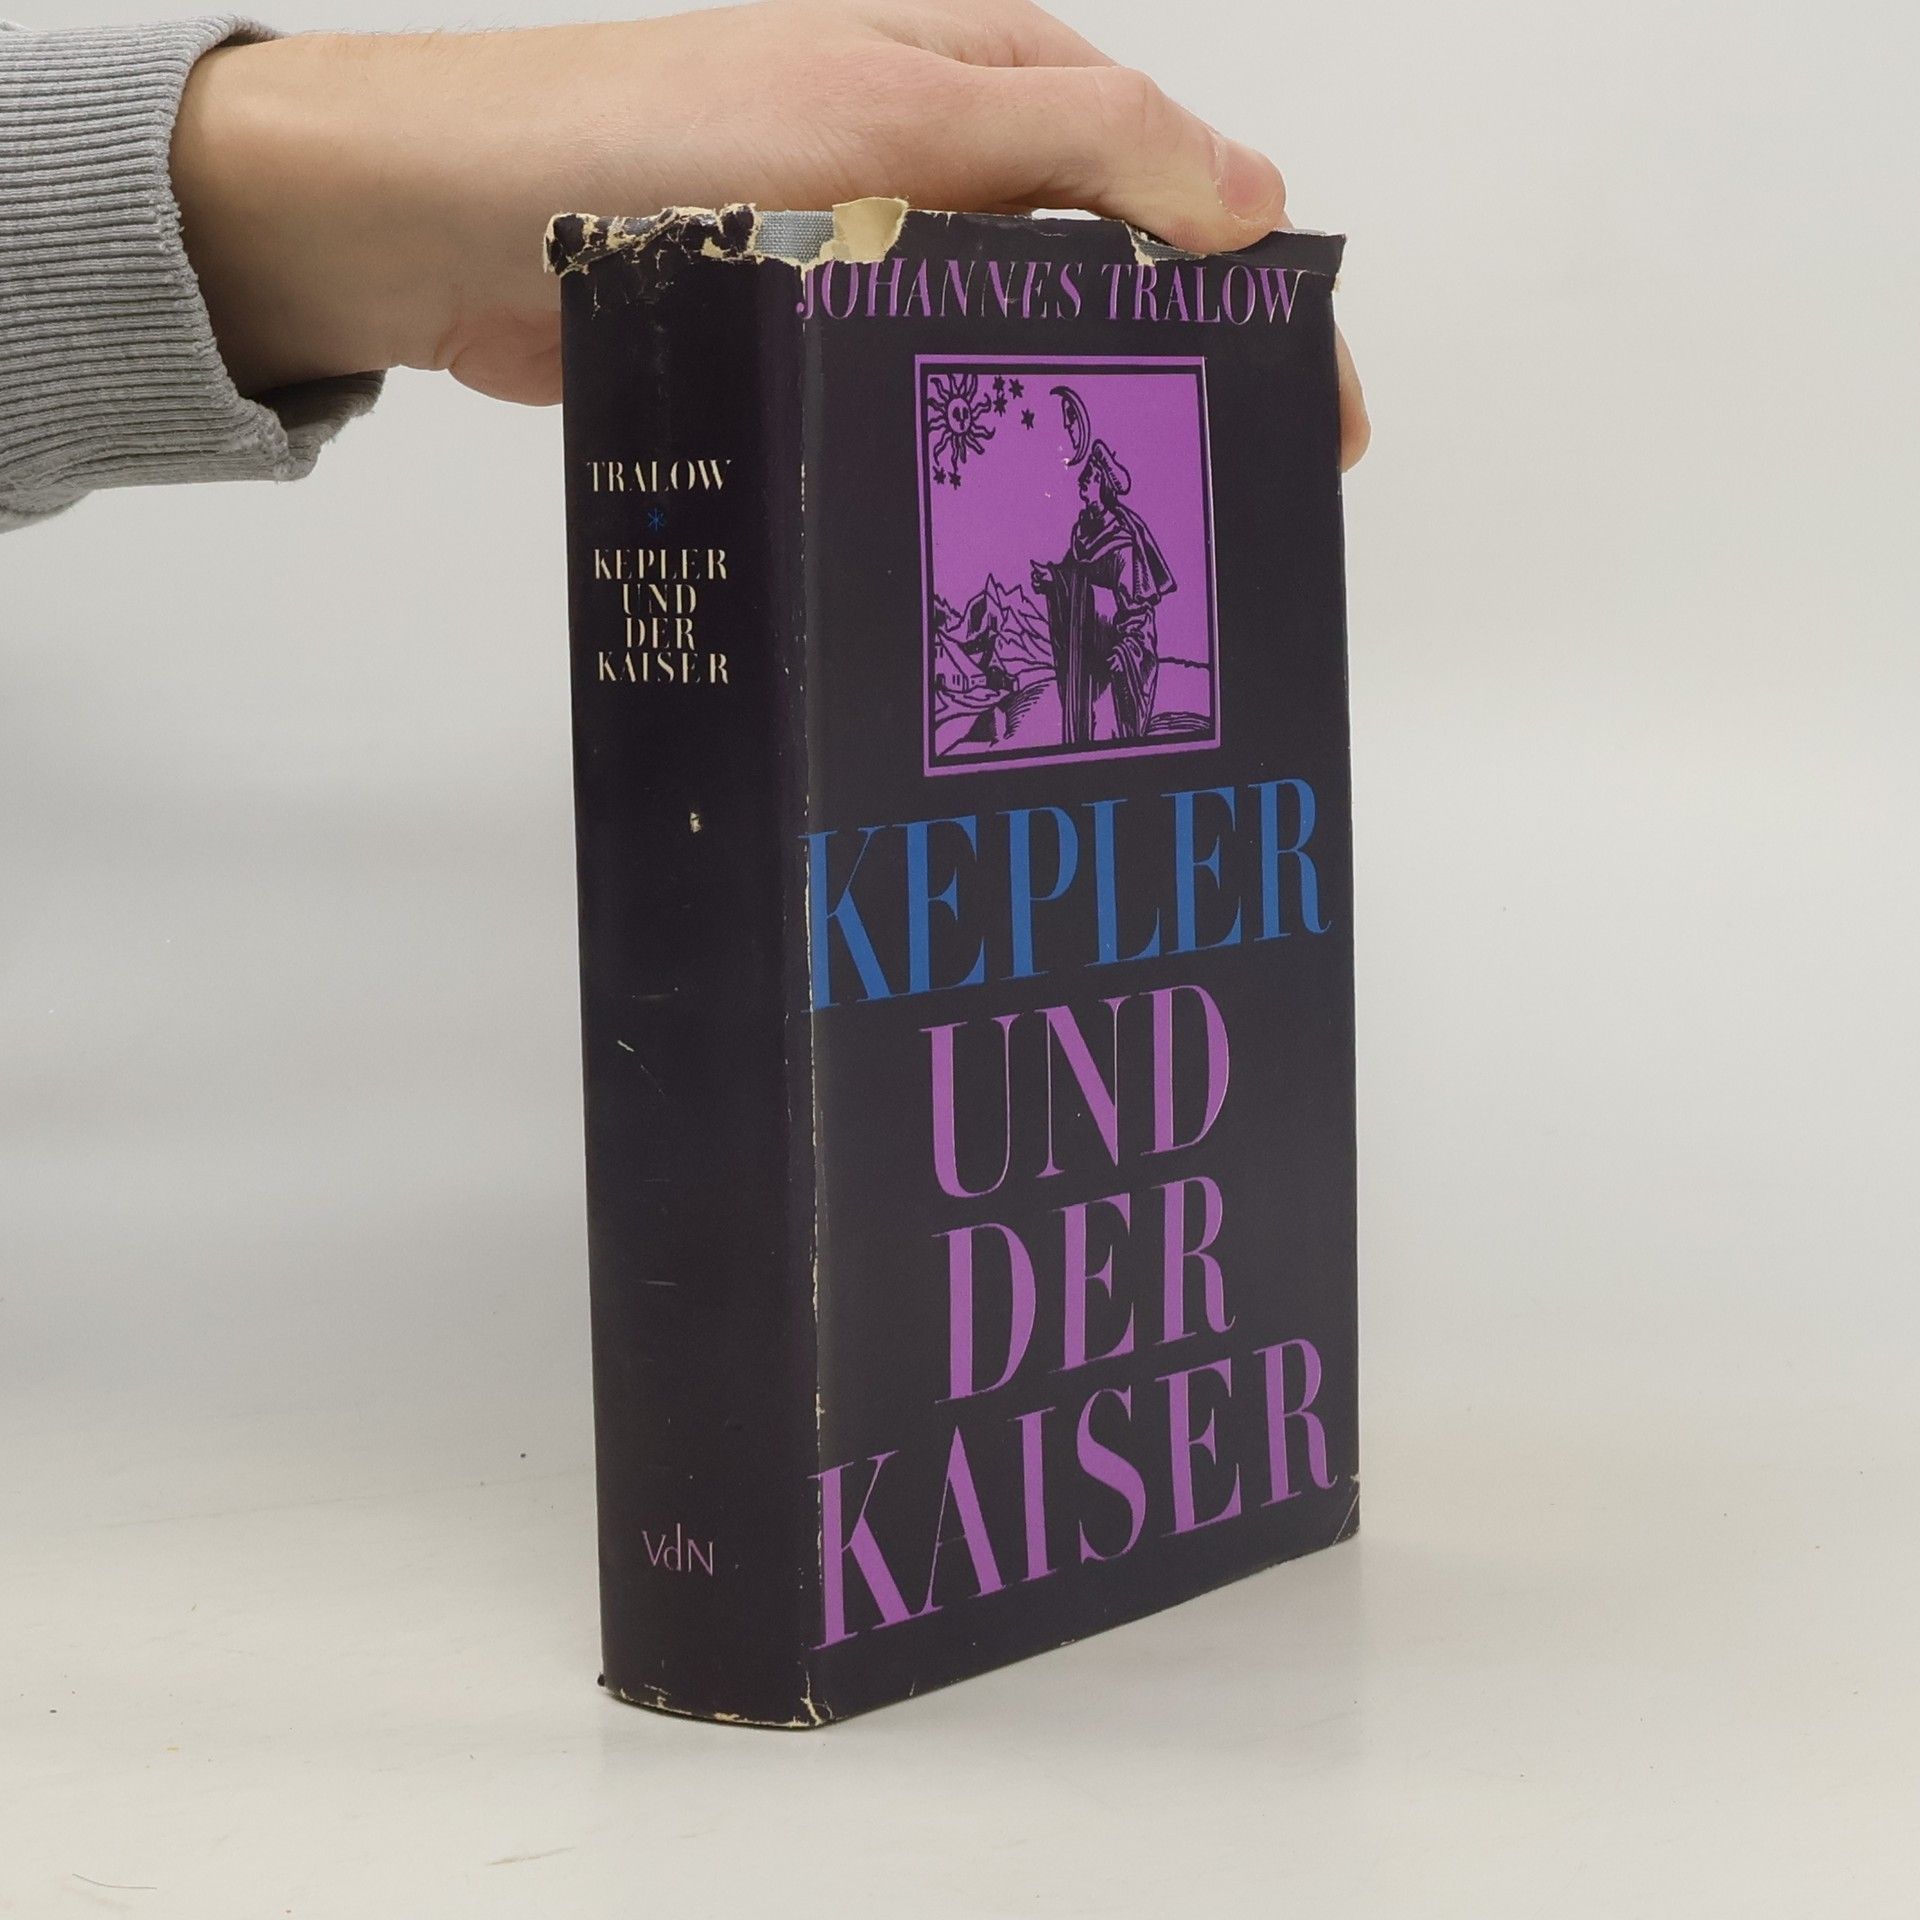 TRALOW
*
KEPLER
UND
DER
KAISER
VdN
JOHANNES TRALOW
KEPLER
UND
DER
KAISER